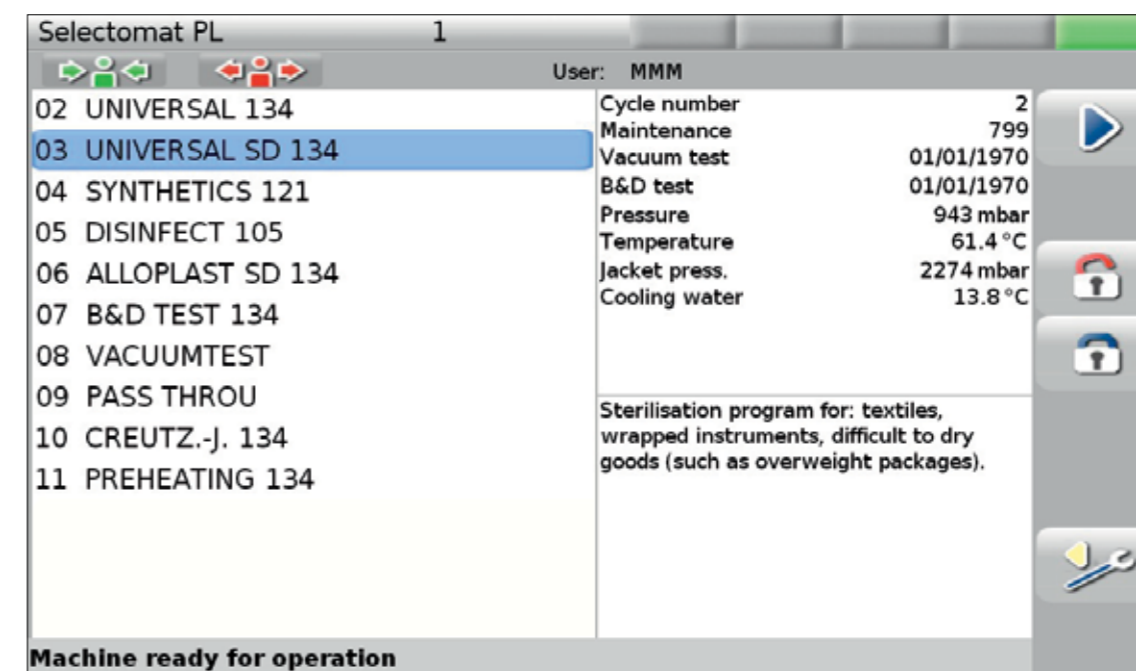 Selectomat PL 1
User: MMM
02 UNIVERSAL 134
03 UNIVERSAL SD 134
04 SYNTHETICS 121
05 DISINFECT 105
06 ALLOPLAST SD 134
07 B&D TEST 134
08 VACUUMTEST
09 PASS THROU
10 CREUTZ.-J. 134
11 PREHEATING 134
Cycle number 2
Maintenance 799
Vacuum test 01/01/1970
B&D test 01/01/1970
Pressure 943 mbar
Temperature 61.4 °C
Jacket press. 2274 mbar
Cooling water 13.8 °C
Sterilisation program for: textiles,
wrapped instruments, difficult to dry
goods (such as overweight packages).
Machine ready for operation